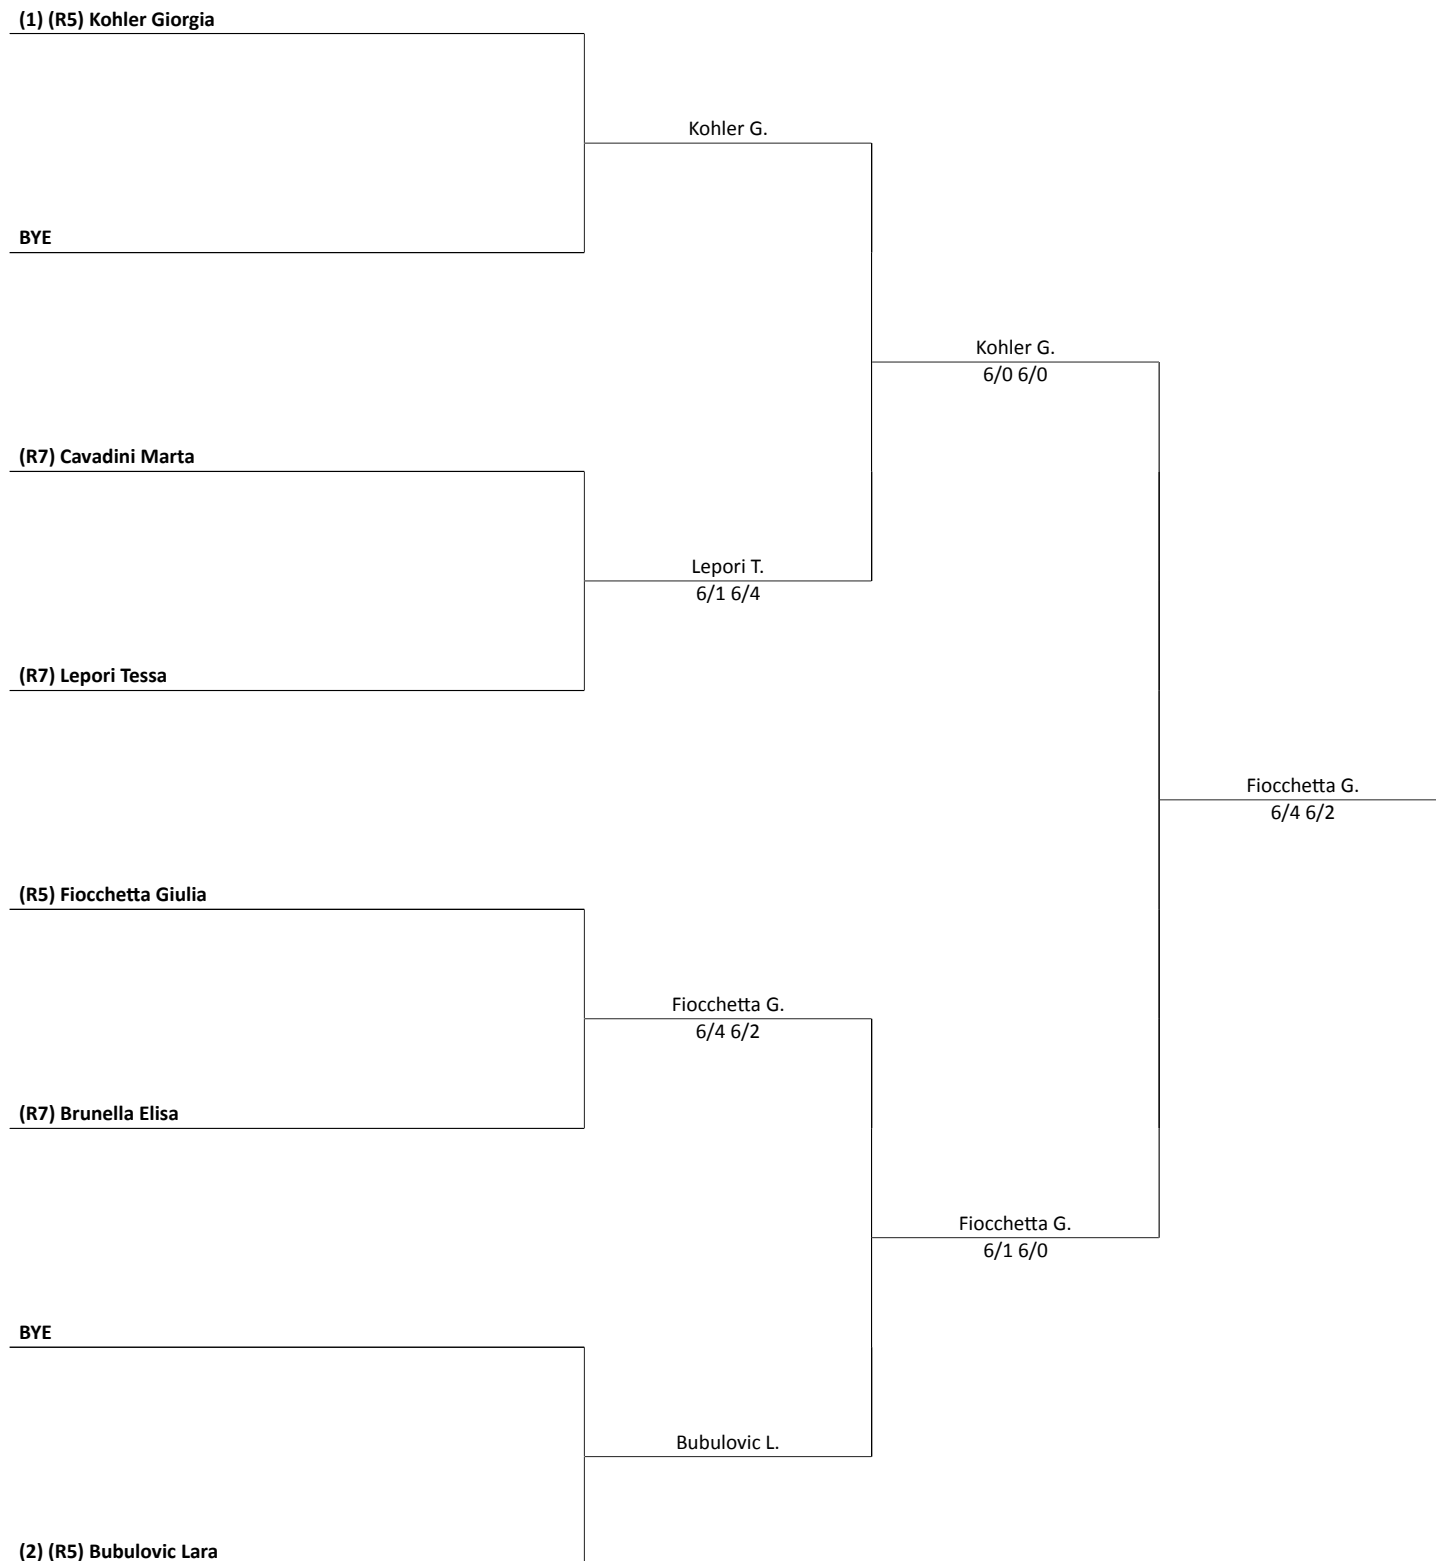 (1) (R5) Kohler Giorgia
Kohler G.
BYE
Kohler G.
6/0 6/0
(R7) Cavadini Marta
Lepori T.
6/1 6/4
(R7) Lepori Tessa
Fiocchetta G.
6/4 6/2
(R5) Fiocchetta Giulia
Fiocchetta G.
6/4 6/2
(R7) Brunella Elisa
Fiocchetta G.
6/1 6/0
BYE
Bubulovic L.
(2) (R5) Bubulovic Lara